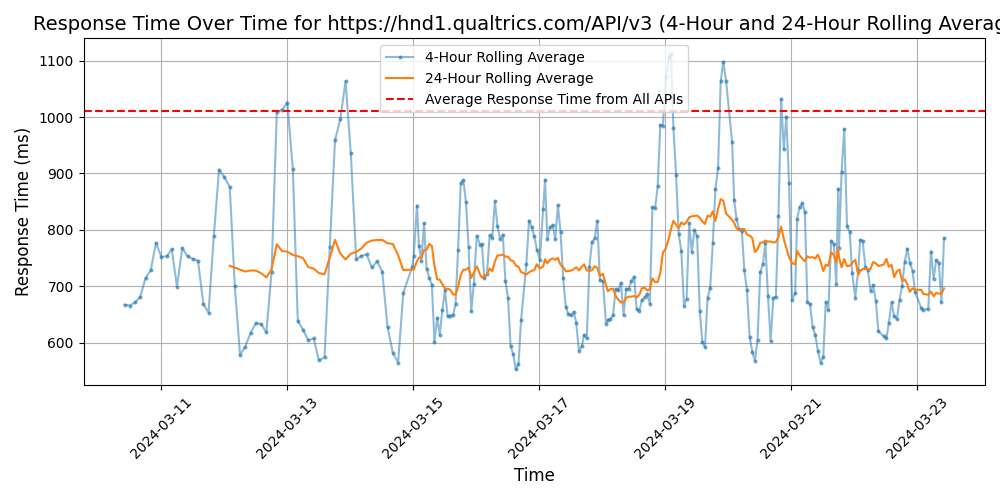 Response Time Over Time for https://hnd1.qualtrics.com/API/v3 (4-Hour and 24-Hour Rolling Averag
4-Hour Rolling Average
24-Hour Rolling Average
Average Response Time from All APIs
Response Time (ms)
1100
1000
900
800
700
600
2024-03-11
2024-03-13
2024-03-15
2024-03-17
2024-03-19
2024-03-21
2024-03-23
Time